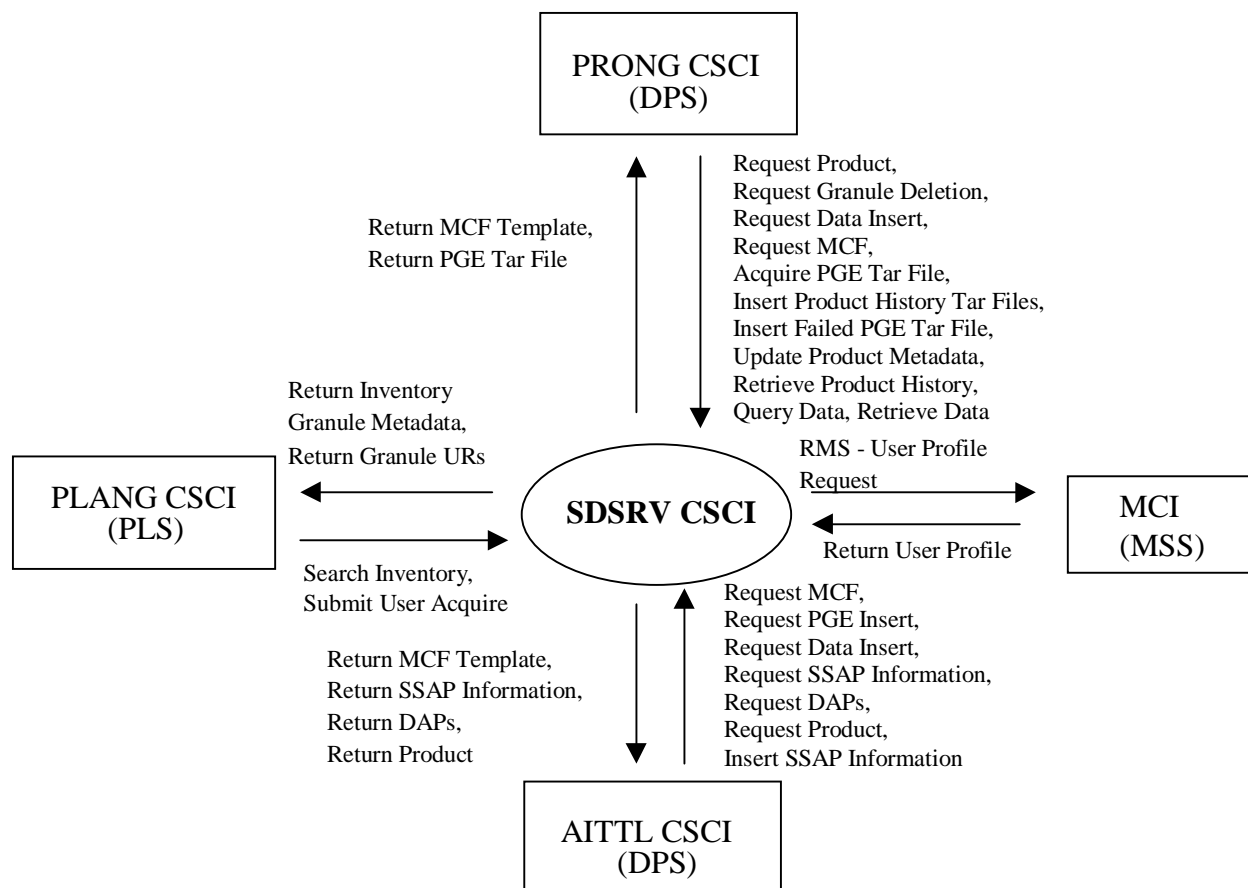 PRONG CSCI
(DPS)
Request Product,
Request Granule Deletion,
Request Data Insert,
Request MCF,
Acquire PGE Tar File,
Insert Product History Tar Files,
Insert Failed PGE Tar File,
Update Product Metadata,
Retrieve Product History,
Query Data, Retrieve Data
Return MCF Template,
Return PGE Tar File
Return Inventory
Granule Metadata,
Return Granule URs
PLANG CSCI
(PLS)
Search Inventory,
Submit User Acquire
SDSRV CSCI
RMS - User Profile
Request
Return User Profile
MCI
(MSS)
Return MCF Template,
Return SSAP Information,
Return DAPs,
Return Product
Request MCF,
Request PGE Insert,
Request Data Insert,
Request SSAP Information,
Request DAPs,
Request Product,
Insert SSAP Information
AITTL CSCI
(DPS)